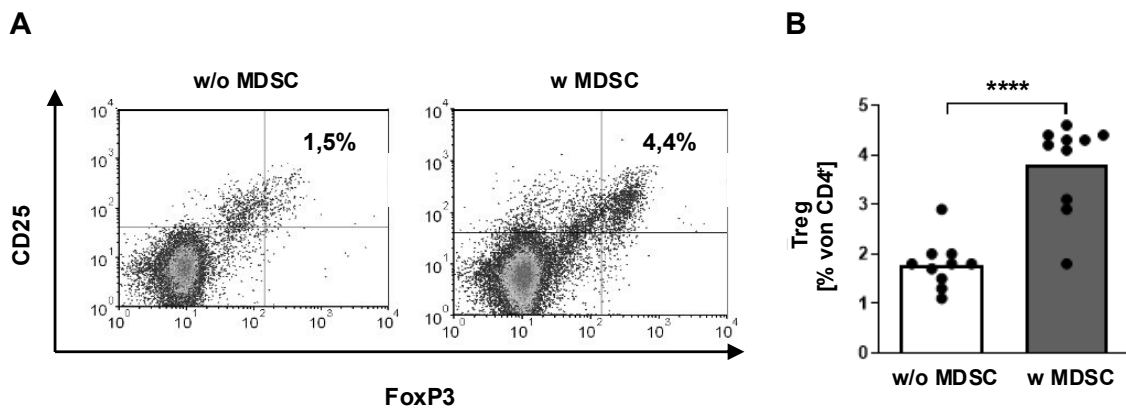 A
w/o MDSC
w MDSC
10⁴
10³
10²
10¹
10⁰
1,5%
10⁰ 10¹ 10² 10³ 10⁴
10⁴
10³
10²
10¹
10⁰
4,4%
10⁰ 10¹ 10² 10³ 10⁴
CD25
FoxP3
B
****
Treg
[% von CD4⁺]
5
4
3
2
1
0
w/o MDSC
w MDSC